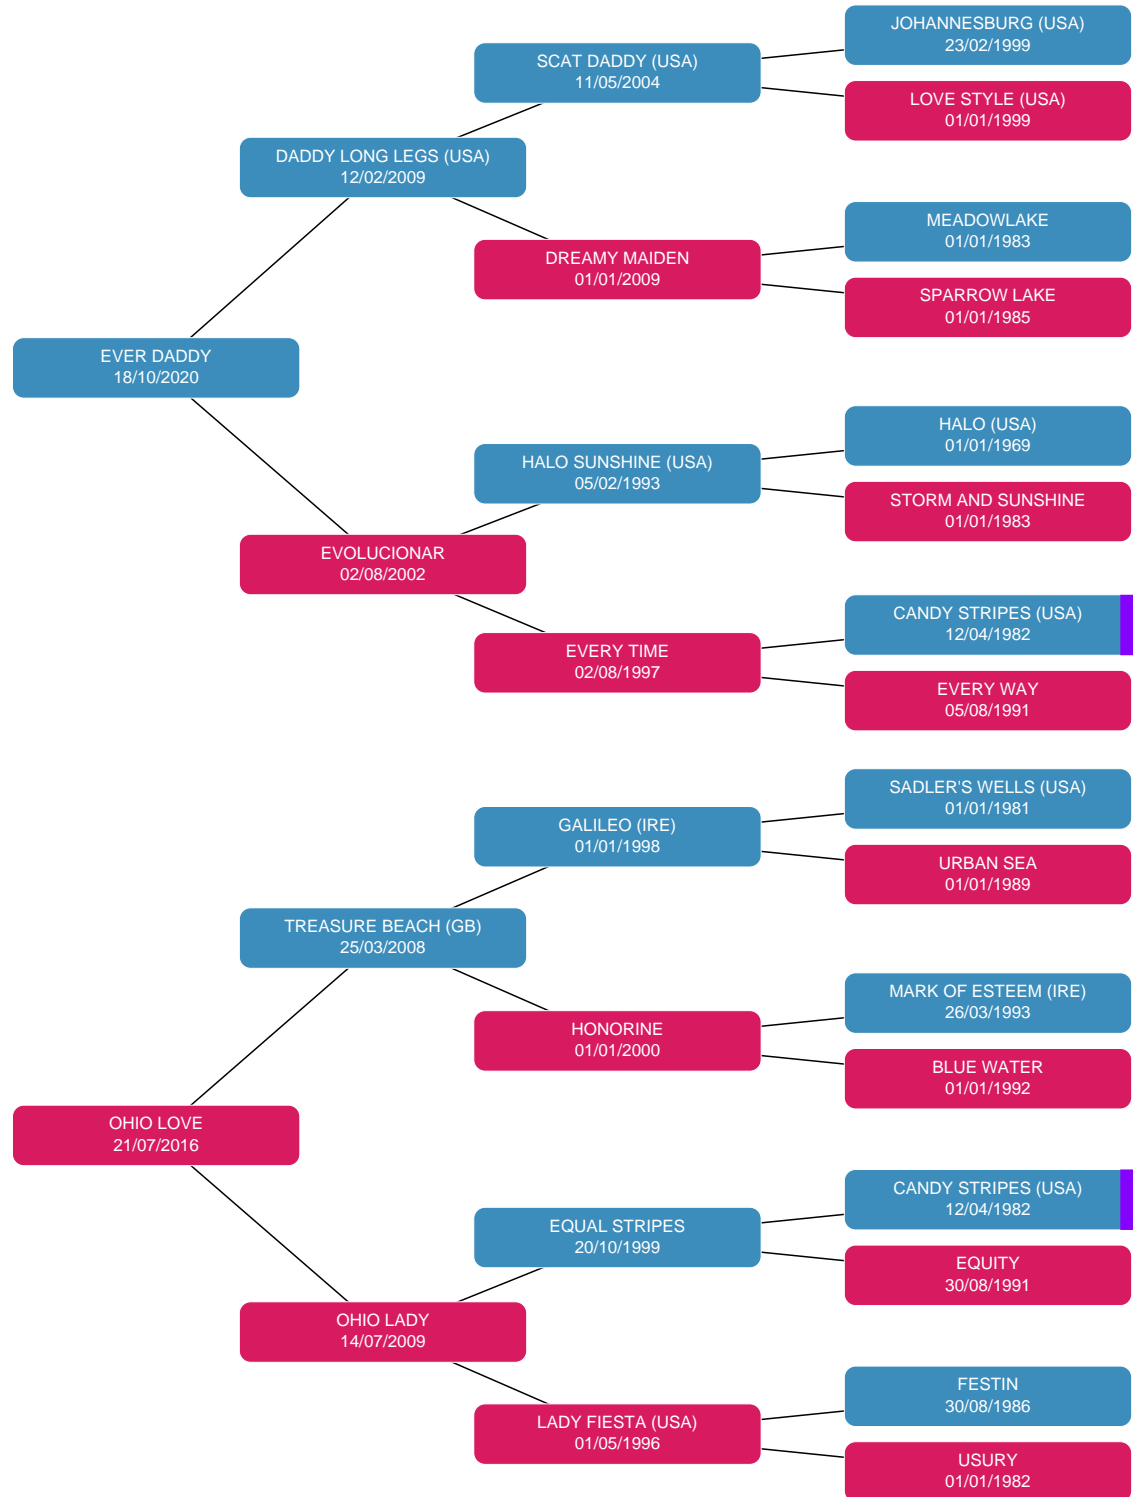 JOHANNESBURG (USA)
23/02/1999
SCAT DADDY (USA)
11/05/2004
LOVE STYLE (USA)
01/01/1999
DADDY LONG LEGS (USA)
12/02/2009
MEADOWLAKE
01/01/1983
DREAMY MAIDEN
01/01/2009
SPARROW LAKE
01/01/1985
EVER DADDY
18/10/2020
HALO (USA)
01/01/1969
HALO SUNSHINE (USA)
05/02/1993
STORM AND SUNSHINE
01/01/1983
EVOLUCIONAR
02/08/2002
CANDY STRIPES (USA)
12/04/1982
EVERY TIME
02/08/1997
EVERY WAY
05/08/1991
SADLER'S WELLS (USA)
01/01/1981
GALILEO (IRE)
01/01/1998
URBAN SEA
01/01/1989
TREASURE BEACH (GB)
25/03/2008
MARK OF ESTEEM (IRE)
26/03/1993
HONORINE
01/01/2000
BLUE WATER
01/01/1992
OHIO LOVE
21/07/2016
CANDY STRIPES (USA)
12/04/1982
EQUAL STRIPES
20/10/1999
EQUITY
30/08/1991
OHIO LADY
14/07/2009
FESTIN
30/08/1986
LADY FIESTA (USA)
01/05/1996
USURY
01/01/1982